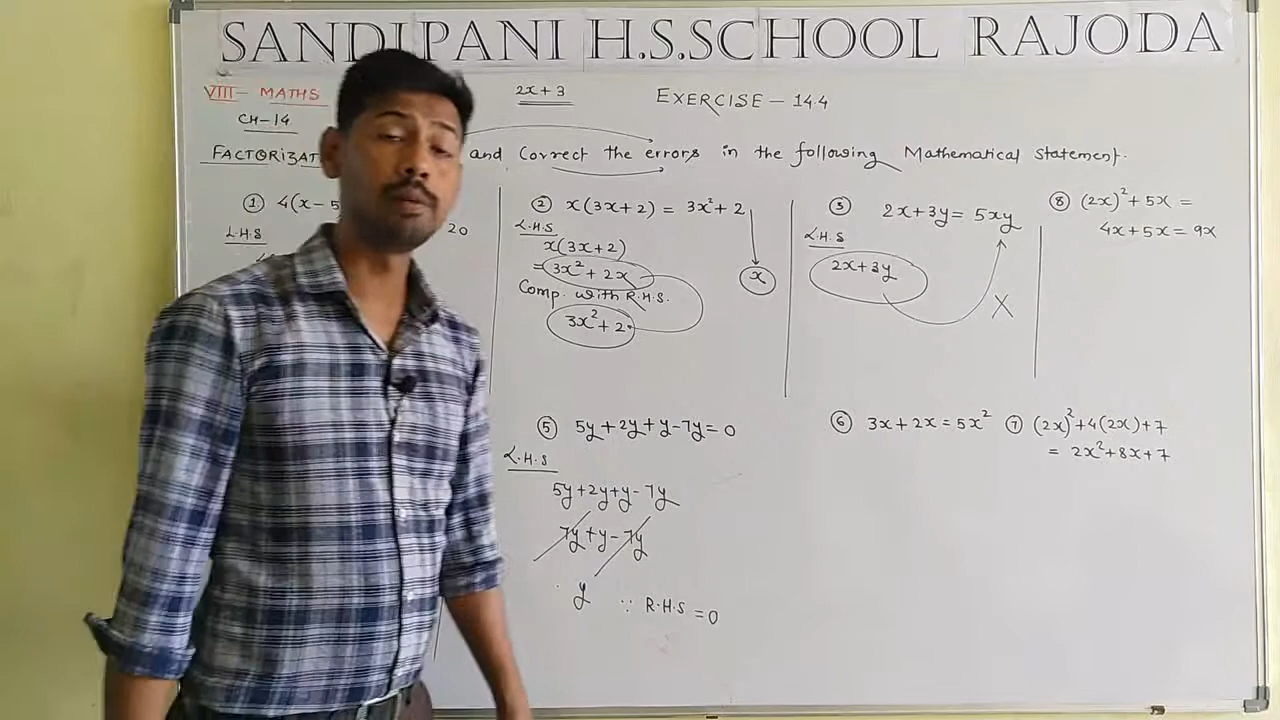 SANDIPANI H.S.SCHOOL RAJODA
VIII - MATHS
2x+3
EXERCISE - 14.4
CH-14
and Correct the errors in the following Mathematical Statement.
① 4(x-5
20
L.H.S
② x(3x+2) = 3x²+2
L.H.S
x(3x+2)
= 3x²+2x
x
Comp. with R.H.S.
3x²+2
③ 2x+3y = 5xy
L.H.S
2x+3y
X
⑧ (2x)²+5x =
4x+5x = 9x
⑤ 5y+2y+y-7y=0
L.H.S
5y+2y+y-7y
7y+y-7y
y ∵ R.H.S = 0
⑥ 3x+2x = 5x²
⑦ (2x)²+4(2x)+7
= 2x²+8x+7